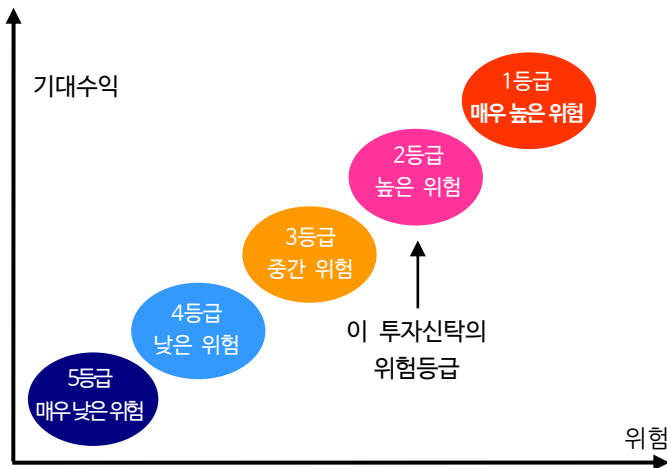 기대수익
1등급
매우 높은 위험
2등급
높은 위험
3등급
중간 위험
4등급
낮은 위험
이 투자신탁의
위험등급
5등급
매우 낮은 위험
위험